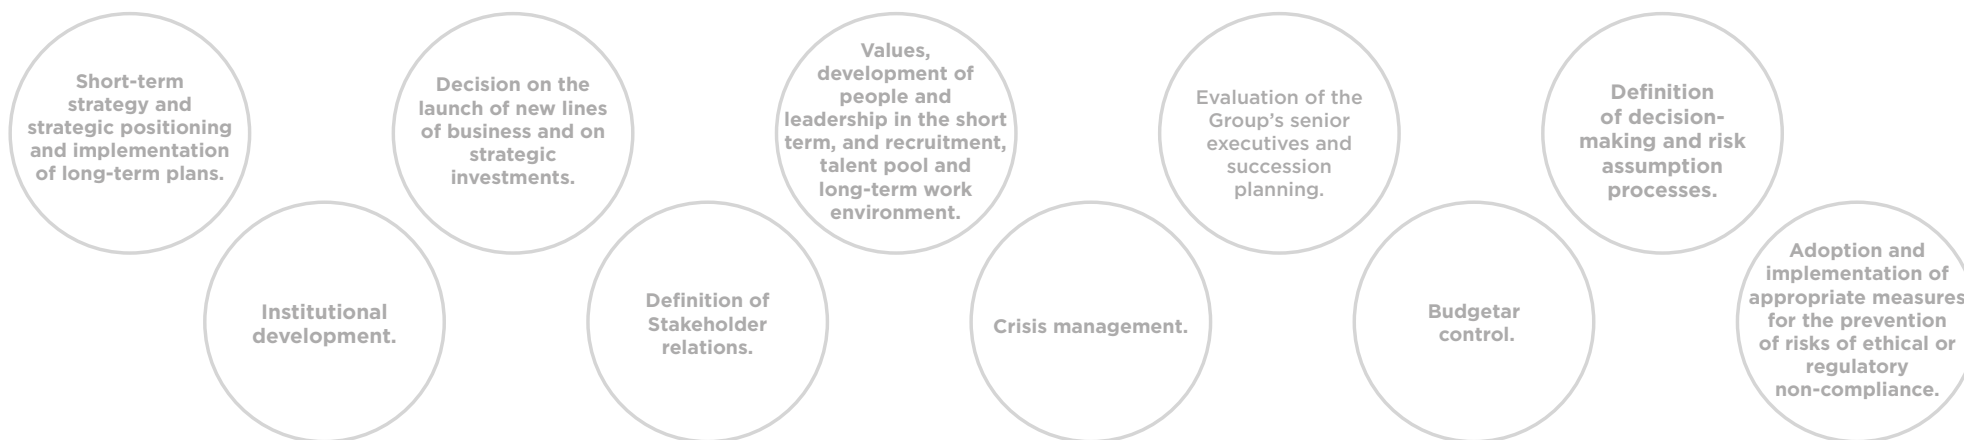 Short-term
strategy and
strategic positioning
and implementation
of long-term plans.
Institutional
development.
Decision on the
launch of new lines
of business and on
strategic
investments.
Definition of
Stakeholder
relations.
Values,
development of
people and
leadership in the short
term, and recruitment,
talent pool and
long-term work
environment.
Crisis management.
Evaluation of the
Group's senior
executives and
succession
planning.
Budgetar
control.
Definition
of decision-
making and risk
assumption
processes.
Adoption and
implementation of
appropriate measures
for the prevention
of risks of ethical or
regulatory
non-compliance.